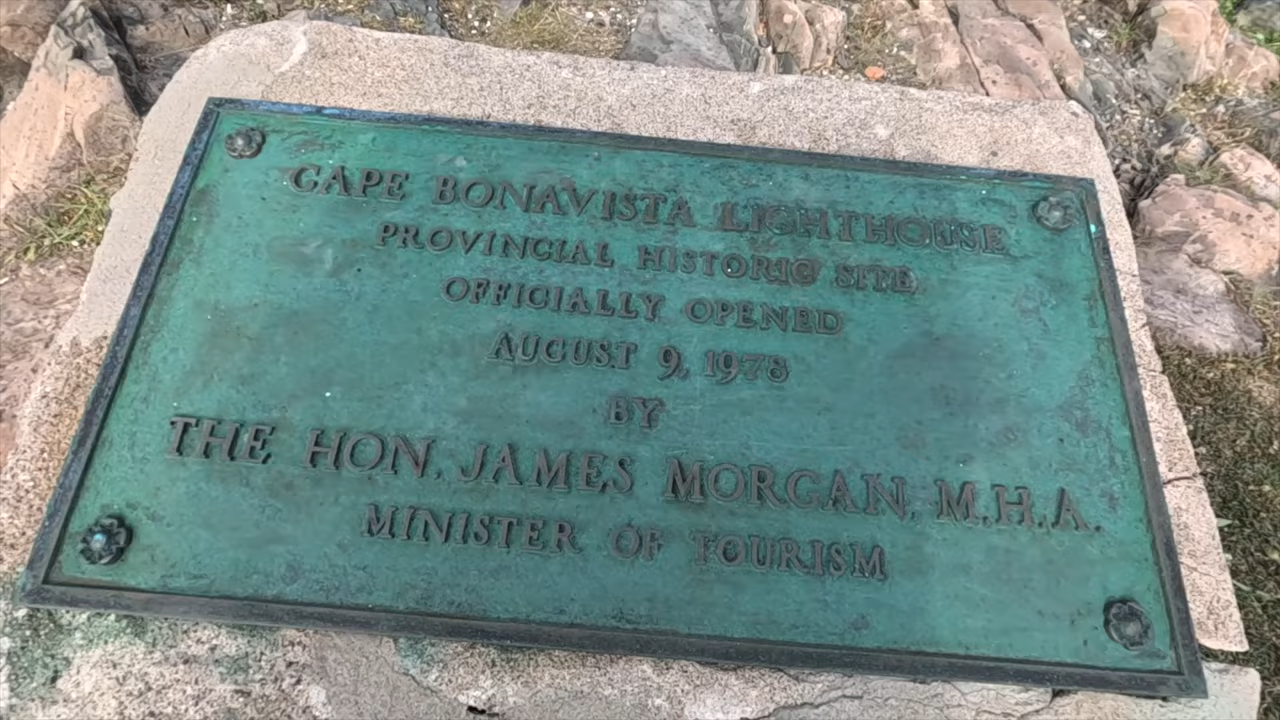 CAPE BONAVISTA LIGHTHOUSE
PROVINCIAL HISTORIC SITE
OFFICIALLY OPENED
AUGUST 9, 1978
BY
THE HON. JAMES MORGAN, M.H.A.
MINISTER OF TOURISM